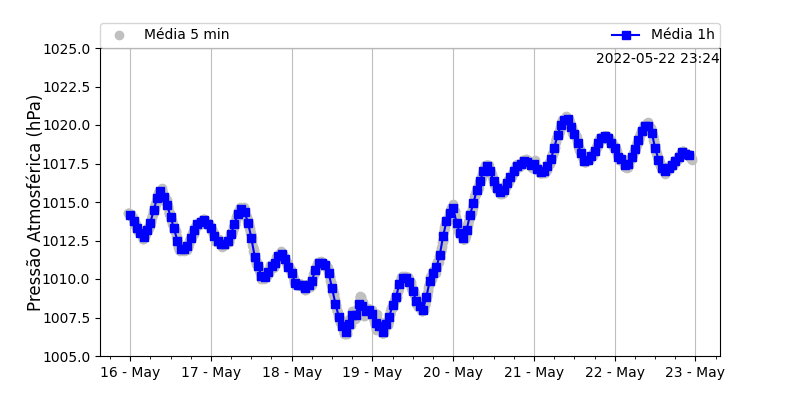 Média 5 min
Média 1h
2022-05-22 23:24
Pressão Atmosférica (hPa)
1025.0
1022.5
1020.0
1017.5
1015.0
1012.5
1010.0
1007.5
1005.0
16 - May 17 - May 18 - May 19 - May 20 - May 21 - May 22 - May 23 - May